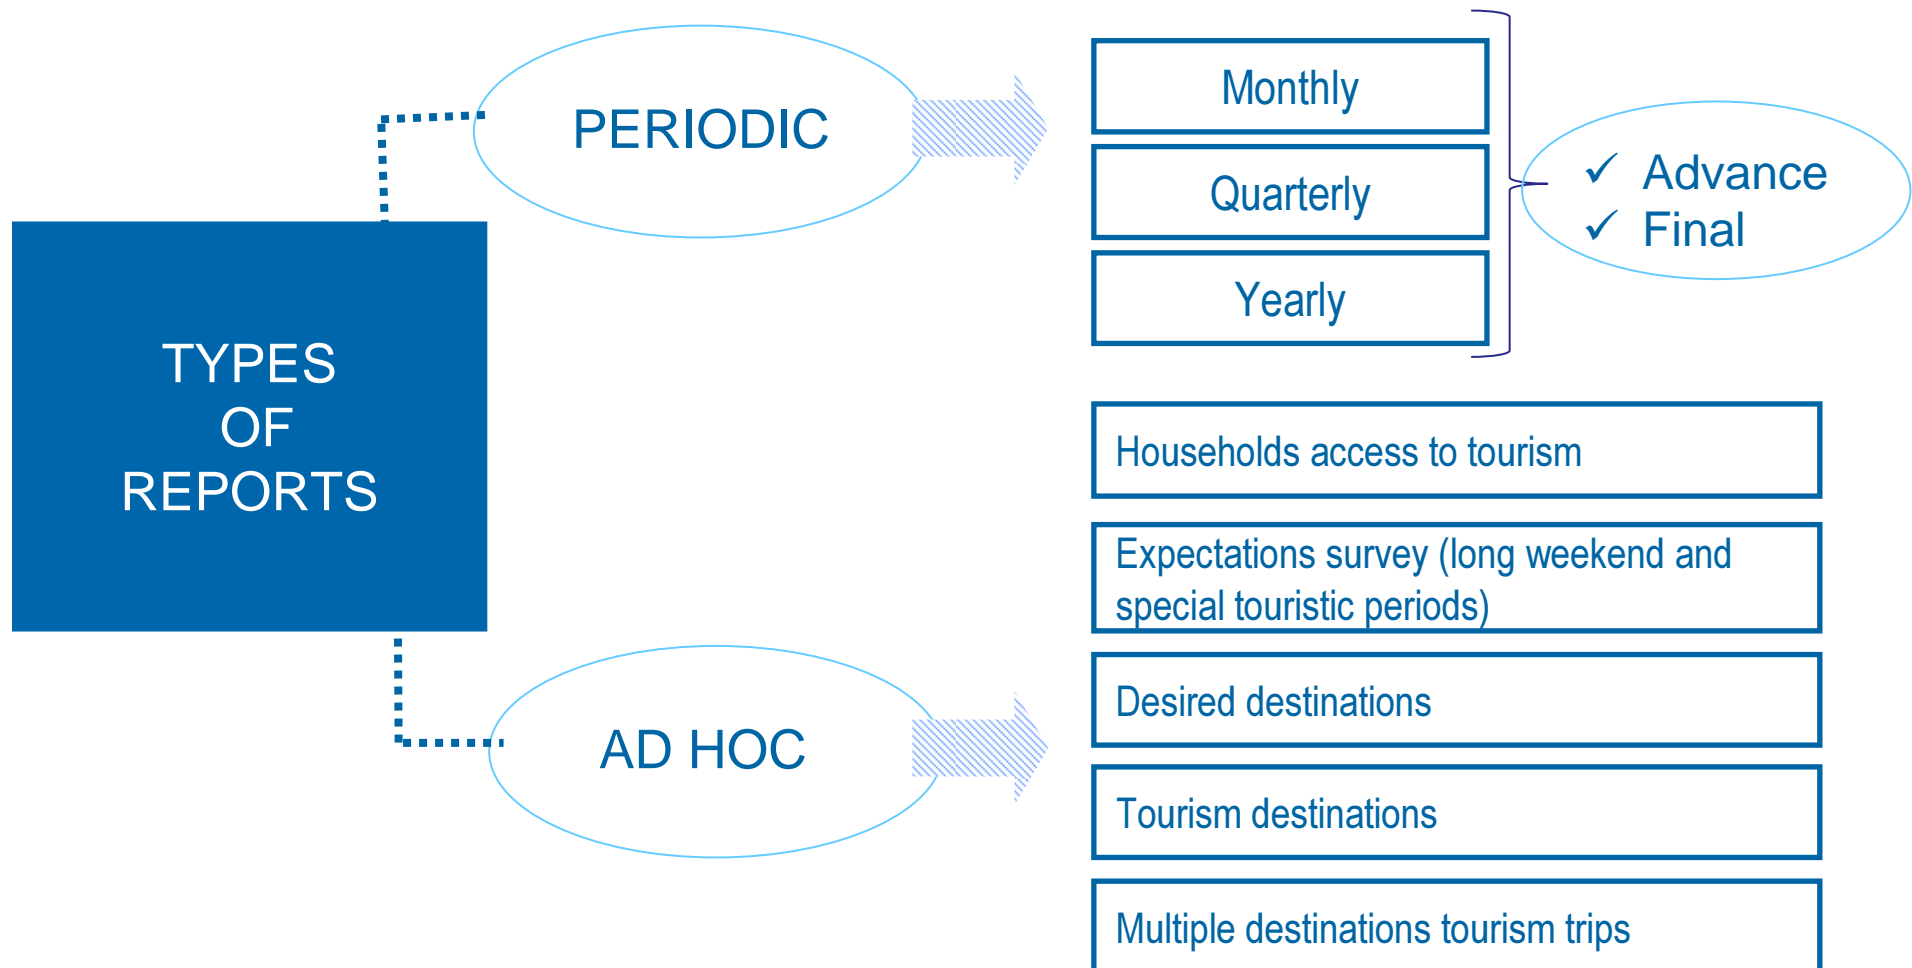 TYPES
OF
REPORTS
PERIODIC
Monthly
Quarterly
Yearly
✓ Advance
✓ Final
AD HOC
Households access to tourism
Expectations survey (long weekend and
special touristic periods)
Desired destinations
Tourism destinations
Multiple destinations tourism trips